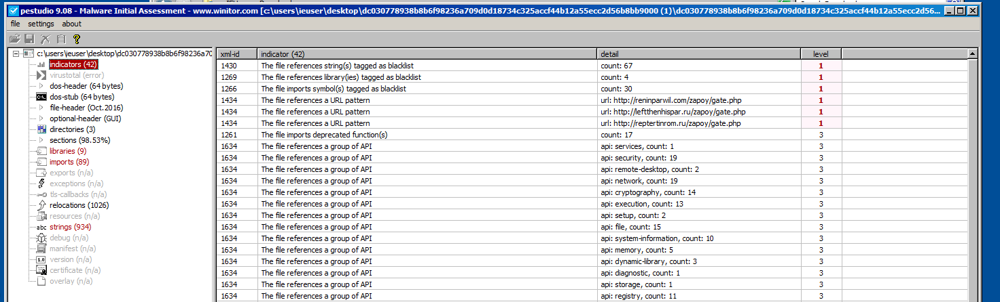 pestudio 9.08 - Malware Initial Assessment - www.winitor.com [c:\users\ieuser\desktop\dc030778938b8b6f98236a709d0d18734c325accf44b12a55ecc2d56b8bb9000 (1)\dc030778938b8b6f98236a709d0d18734c325accf44b12a55ecc2d56...
file settings about
c:\users\ieuser\desktop\dc030778938b8b6f98236a70
indicators (42)
virustotal (error)
dos-header (64 bytes)
dos-stub (64 bytes)
file-header (Oct.2016)
optional-header (GUI)
directories (3)
sections (98.53%)
libraries (9)
imports (89)
exports (n/a)
exceptions (n/a)
tls-callbacks (n/a)
relocations (1026)
resources (n/a)
abc strings (934)
debug (n/a)
manifest (n/a)
1.0 version (n/a)
certificate (n/a)
overlay (n/a)
xml-id indicator (42) detail level
1430 The file references string(s) tagged as blacklist count: 67 1
1269 The file references library(ies) tagged as blacklist count: 4 1
1266 The file imports symbol(s) tagged as blacklist count: 30 1
1434 The file references a URL pattern url: http://reninparwil.com/zapoy/gate.php 1
1434 The file references a URL pattern url: http://leftthenhispar.ru/zapoy/gate.php 1
1434 The file references a URL pattern url: http://reptertinrom.ru/zapoy/gate.php 1
1261 The file imports deprecated function(s) count: 17 3
1634 The file references a group of API api: services, count: 1 3
1634 The file references a group of API api: security, count: 19 3
1634 The file references a group of API api: remote-desktop, count: 2 3
1634 The file references a group of API api: network, count: 19 3
1634 The file references a group of API api: cryptography, count: 14 3
1634 The file references a group of API api: execution, count: 13 3
1634 The file references a group of API api: setup, count: 2 3
1634 The file references a group of API api: file, count: 15 3
1634 The file references a group of API api: system-information, count: 10 3
1634 The file references a group of API api: memory, count: 5 3
1634 The file references a group of API api: dynamic-library, count: 3 3
1634 The file references a group of API api: diagnostic, count: 1 3
1634 The file references a group of API api: storage, count: 1 3
1634 The file references a group of API api: registry, count: 11 3